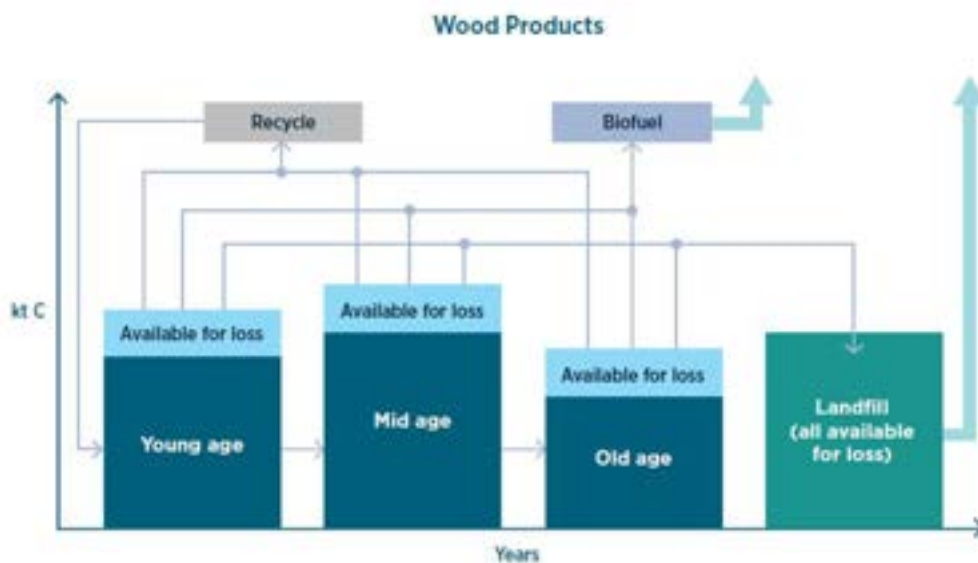 Wood Products
Recycle
Biofuel
kt C
Available for loss
Available for loss
Available for loss
Young age
Mid age
Old age
Landfill
(all available
for loss)
Years